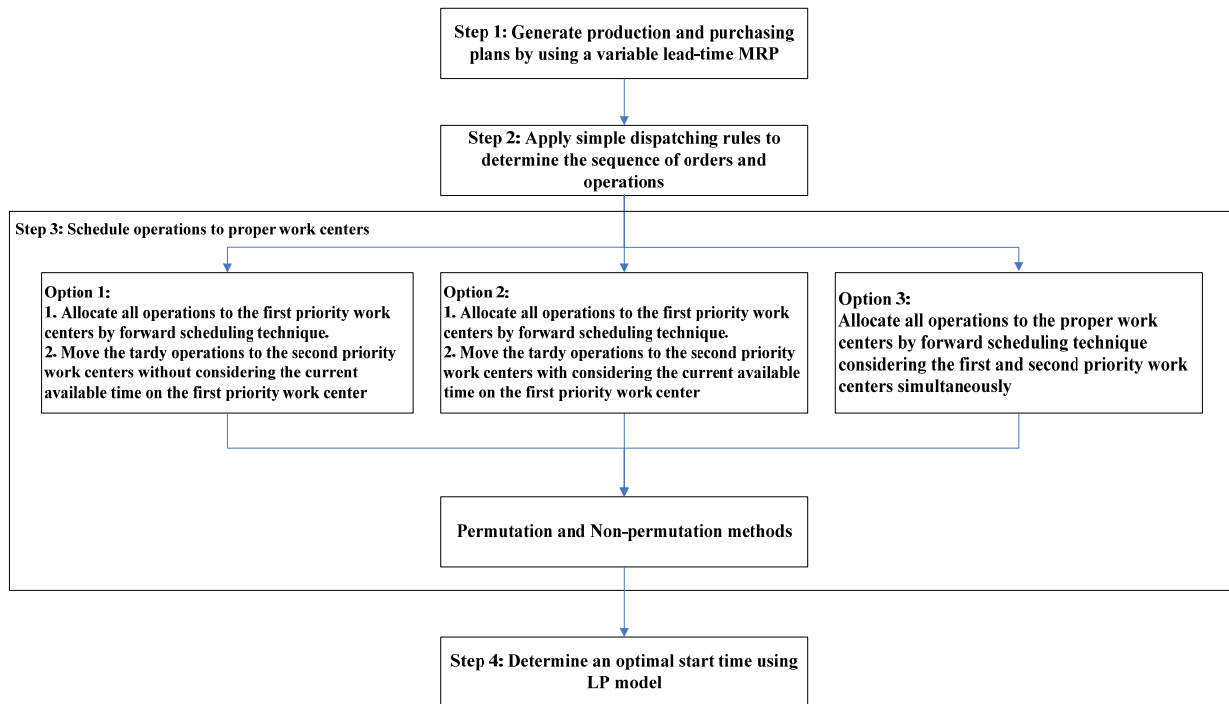 Step 1: Generate production and purchasing
plans by using a variable lead-time MRP
Step 2: Apply simple dispatching rules to
determine the sequence of orders and
operations
Step 3: Schedule operations to proper work centers
Option 1:
1. Allocate all operations to the first priority work
centers by forward scheduling technique.
2. Move the tardy operations to the second priority
work centers without considering the current
available time on the first priority work center
Option 2:
1. Allocate all operations to the first priority work
centers by forward scheduling technique.
2. Move the tardy operations to the second priority
work centers with considering the current available
time on the first priority work center
Option 3:
Allocate all operations to the proper work
centers by forward scheduling technique
considering the first and second priority work
centers simultaneously
Permutation and Non-permutation methods
Step 4: Determine an optimal start time using
LP model